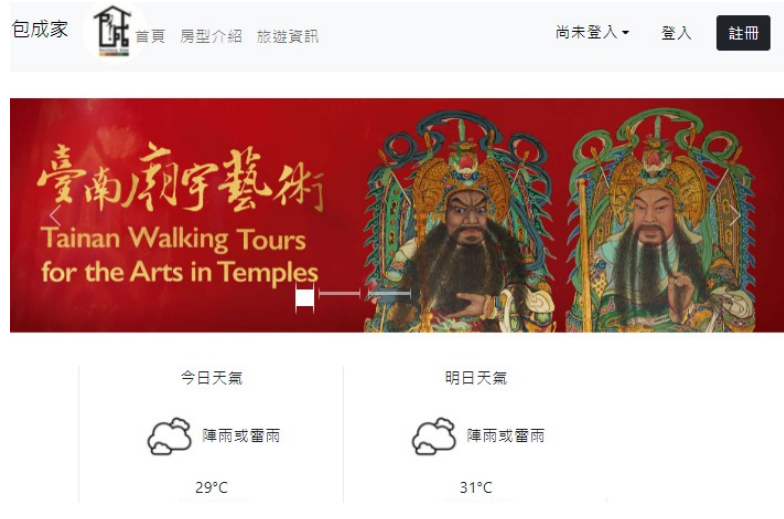 包成家
首頁 房型介紹 旅遊資訊
尚未登入 登入 註冊
臺南廟宇藝術
Tainan Walking Tours
for the Arts in Temples
今日天氣 明日天氣
陣雨或雷雨 陣雨或雷雨
29°C 31°C